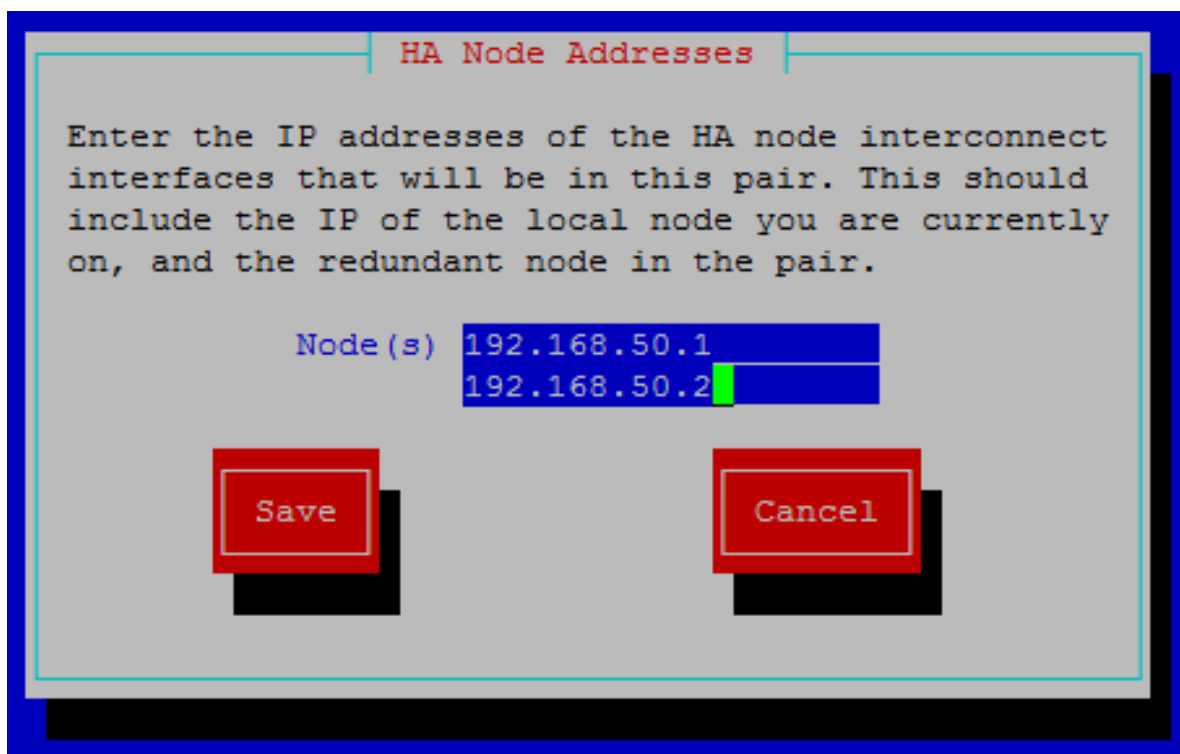 HA Node Addresses
Enter the IP addresses of the HA node interconnect
interfaces that will be in this pair. This should
include the IP of the local node you are currently
on, and the redundant node in the pair.
Node(s) 192.168.50.1
192.168.50.2
Save Cancel